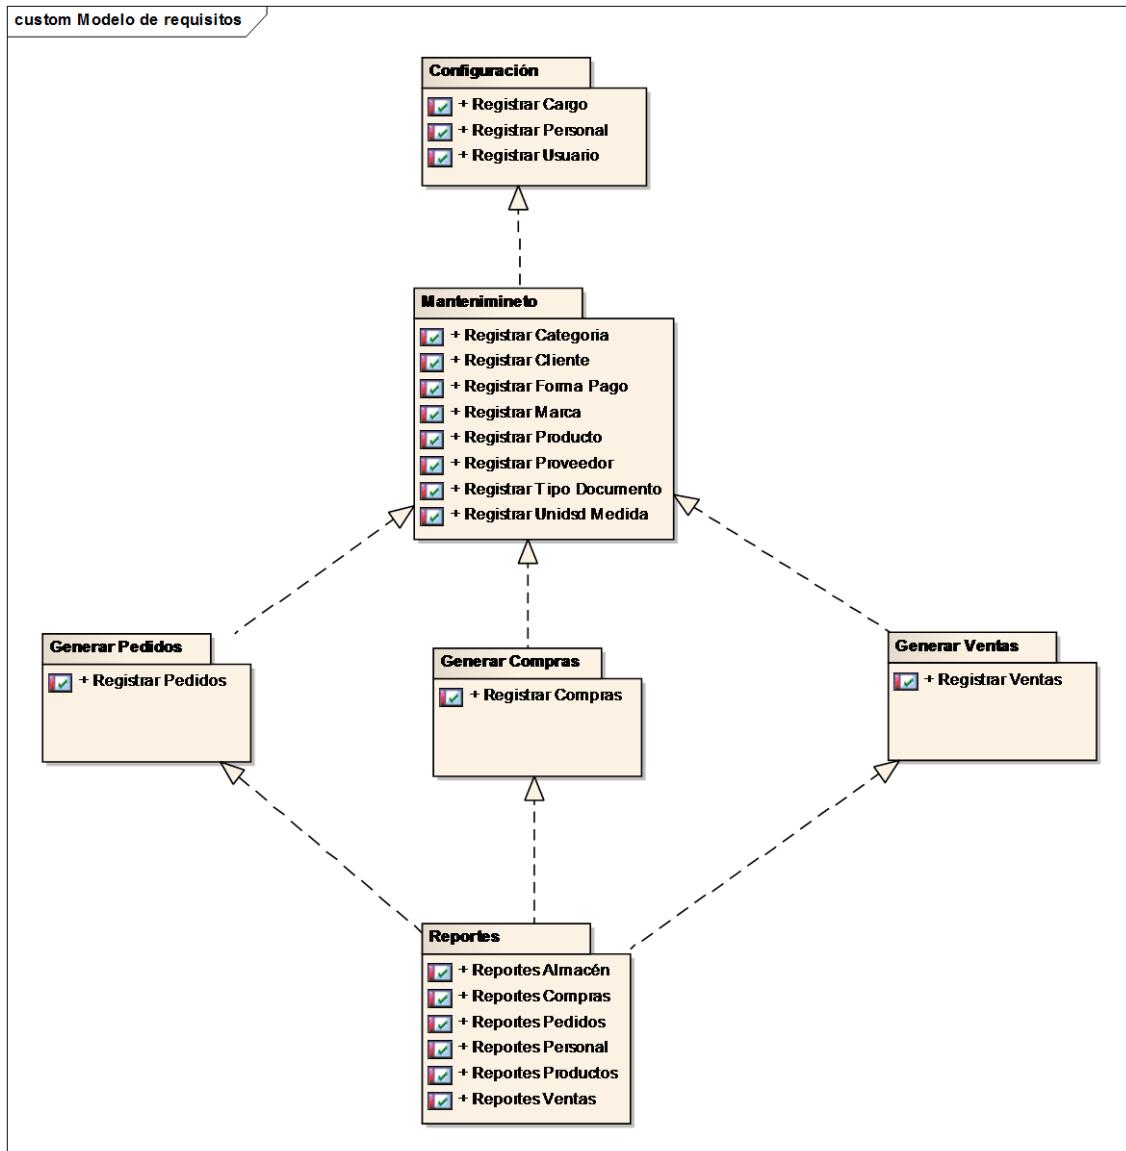 custom Modelo de requisitos
Configuración
+ Registrar Cargo
+ Registrar Personal
+ Registrar Usuario
Mantenimineto
+ Registrar Categoria
+ Registrar Cliente
+ Registrar Forma Pago
+ Registrar Marca
+ Registrar Producto
+ Registrar Proveedor
+ Registrar Tipo Documento
+ Registrar Unidsd Medida
Generar Pedidos
+ Registrar Pedidos
Generar Compras
+ Registrar Compras
Generar Ventas
+ Registrar Ventas
Reportes
+ Reportes Almacén
+ Reportes Compras
+ Reportes Pedidos
+ Reportes Personal
+ Reportes Productos
+ Reportes Ventas